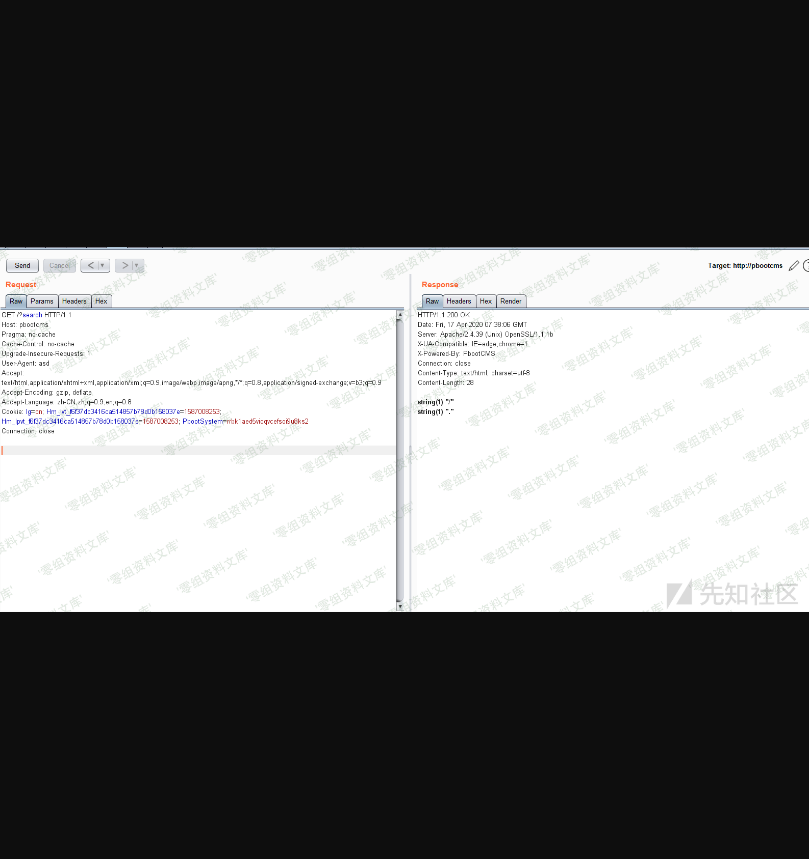 Send
Cancel
<
>
Target: http://pbootcms
Request
Raw
Params
Headers
Hex
GET /?search HTTP/1.1
Host: pbootcms
Pragma: no-cache
Cache-Control: no-cache
Upgrade-Insecure-Requests: 1
User-Agent: asd
Accept:
text/html,application/xhtml+xml,application/xml;q=0.9,image/webp,image/apng,*/*;q=0.8,application/signed-exchange;v=b3;q=0.9
Accept-Encoding: gzip, deflate
Accept-Language: zh-CN,zh;q=0.9,en;q=0.8
Cookie: lg=cn;
PbootSystem=
Connection: close
Response
Raw
Headers
Hex
Render
HTTP/1.1 200 OK
Date: Fri, 17 Apr 2020 07:38:06 GMT
Server: Apache/2.4.39 (Unix) OpenSSL/1.1.1b
X-UA-Compatible: IE=edge,chrome=1
X-Powered-By: PbootCMS
Connection: close
Content-Type: text/html; charset=utf-8
Content-Length: 28
string(1) "/"
string(1) "."
零组资料文库
先知社区